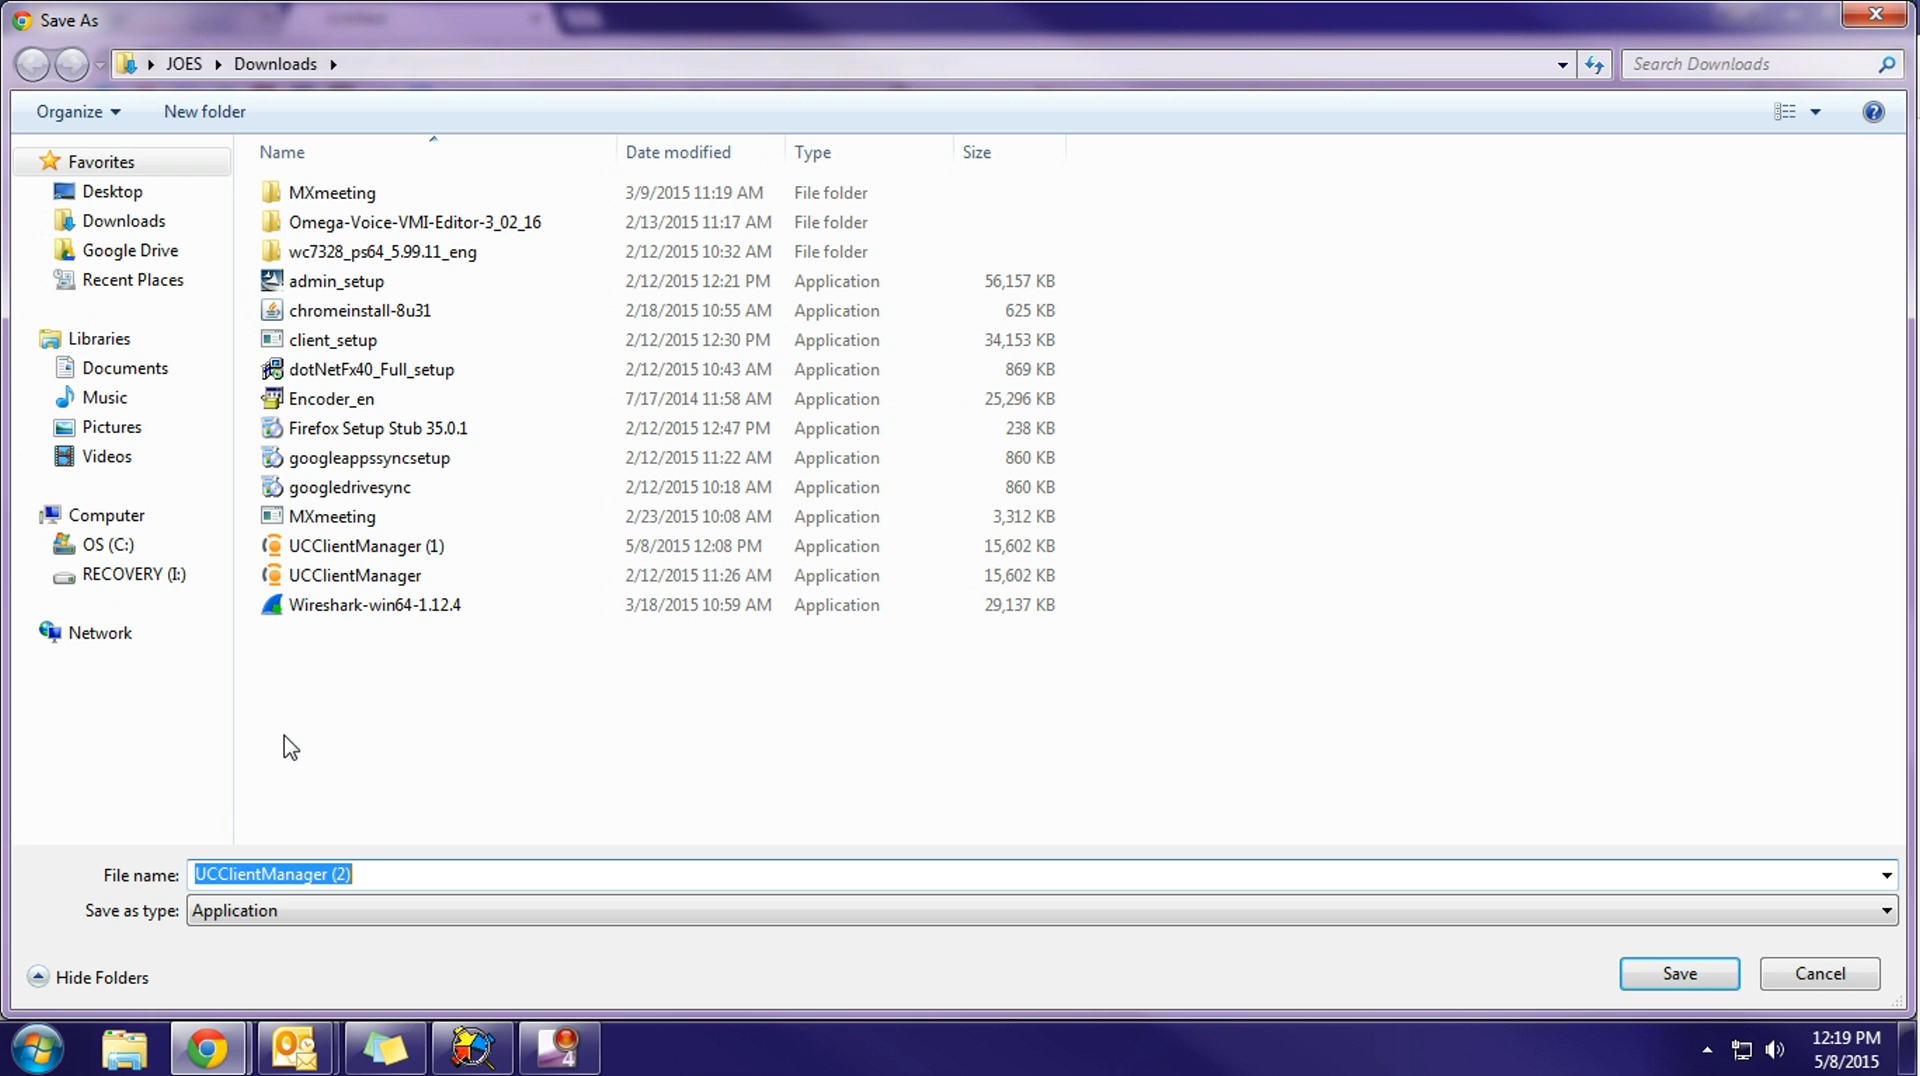 Save As
JOES Downloads
Search Downloads
Organize
New folder
Name Date modified Type Size
Favorites
Desktop
Downloads
Google Drive
Recent Places
Libraries
Documents
Music
Pictures
Videos
Computer
OS (C:)
RECOVERY (I:)
Network
MXmeeting 3/9/2015 11:19 AM File folder
Omega-Voice-VMI-Editor-3_02_16 2/13/2015 11:17 AM File folder
wc7328_ps64_5.99.11_eng 2/12/2015 10:32 AM File folder
admin_setup 2/12/2015 12:21 PM Application 56,157 KB
chromeinstall-8u31 2/18/2015 10:55 AM Application 625 KB
client_setup 2/12/2015 12:30 PM Application 34,153 KB
dotNetFx40_Full_setup 2/12/2015 10:43 AM Application 869 KB
Encoder_en 7/17/2014 11:58 AM Application 25,296 KB
Firefox Setup Stub 35.0.1 2/12/2015 12:47 PM Application 238 KB
googleappssyncsetup 2/12/2015 11:22 AM Application 860 KB
googledrivesync 2/12/2015 10:18 AM Application 860 KB
MXmeeting 2/23/2015 10:08 AM Application 3,312 KB
UCClientManager (1) 5/8/2015 12:08 PM Application 15,602 KB
UCClientManager 2/12/2015 11:26 AM Application 15,602 KB
Wireshark-win64-1.12.4 3/18/2015 10:59 AM Application 29,137 KB
File name: UCClientManager (2)
Save as type: Application
Hide Folders
Save
Cancel
4
12:19 PM
5/8/2015